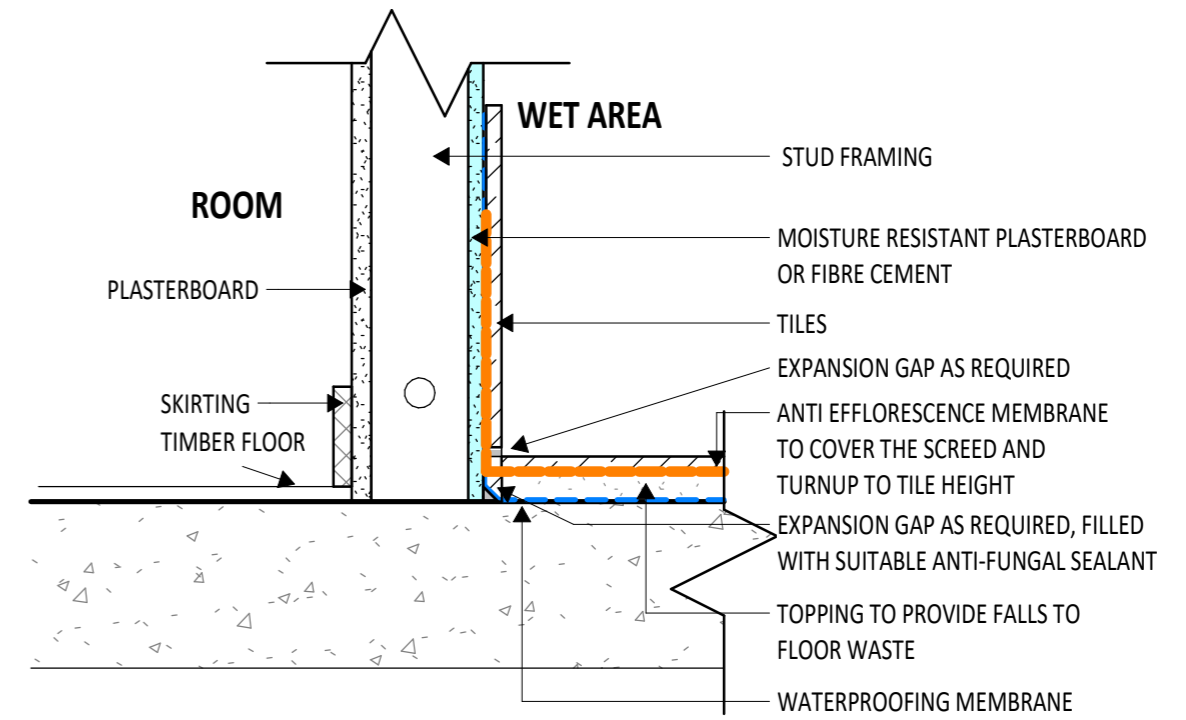 WET AREA
STUD FRAMING
ROOM
MOISTURE RESISTANT PLASTERBOARD
OR FIBRE CEMENT
PLASTERBOARD
TILES
EXPANSION GAP AS REQUIRED
SKIRTING
TIMBER FLOOR
ANTI EFFLORESCENCE MEMBRANE
TO COVER THE SCREED AND
TURNUP TO TILE HEIGHT
EXPANSION GAP AS REQUIRED, FILLED
WITH SUITABLE ANTI-FUNGAL SEALANT
TOPPING TO PROVIDE FALLS TO
FLOOR WASTE
WATERPROOFING MEMBRANE